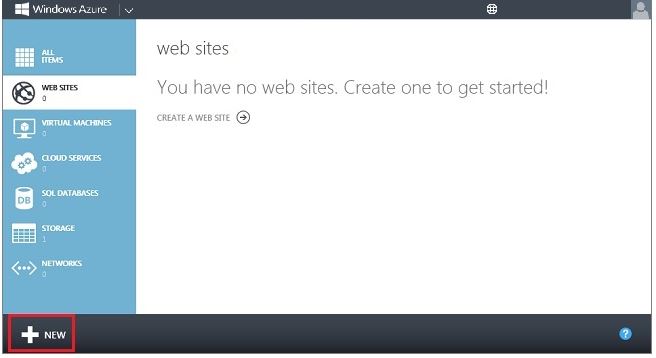 Windows Azure
ALL
ITEMS
WEB SITES
0
VIRTUAL MACHINES
0
CLOUD SERVICES
0
DB
SQL DATABASES
0
STORAGE
1
NETWORKS
0
web sites
You have no web sites. Create one to get started!
CREATE A WEB SITE
NEW
?